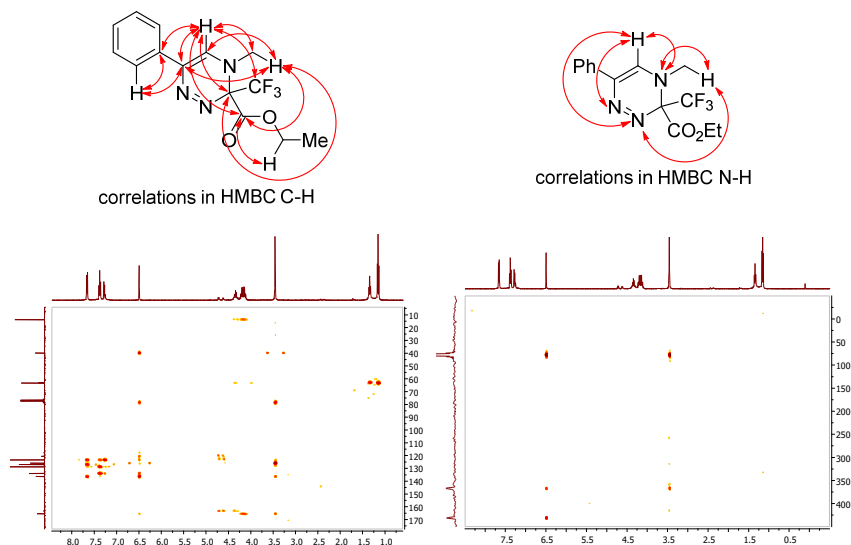 H
N
H
CF3
N
N
H
O
O
Me
H
correlations in HMBC C-H
H
Ph
N
H
CF3
N
N
CO2Et
correlations in HMBC N-H
10
20
30
40
50
60
70
80
90
100
110
120
130
140
150
160
170
8.0 7.5 7.0 6.5 6.0 5.5 5.0 4.5 4.0 3.5 3.0 2.5 2.0 1.5 1.0
0
50
100
150
200
250
300
350
400
7.5 6.5 5.5 4.5 3.5 2.5 1.5 0.5